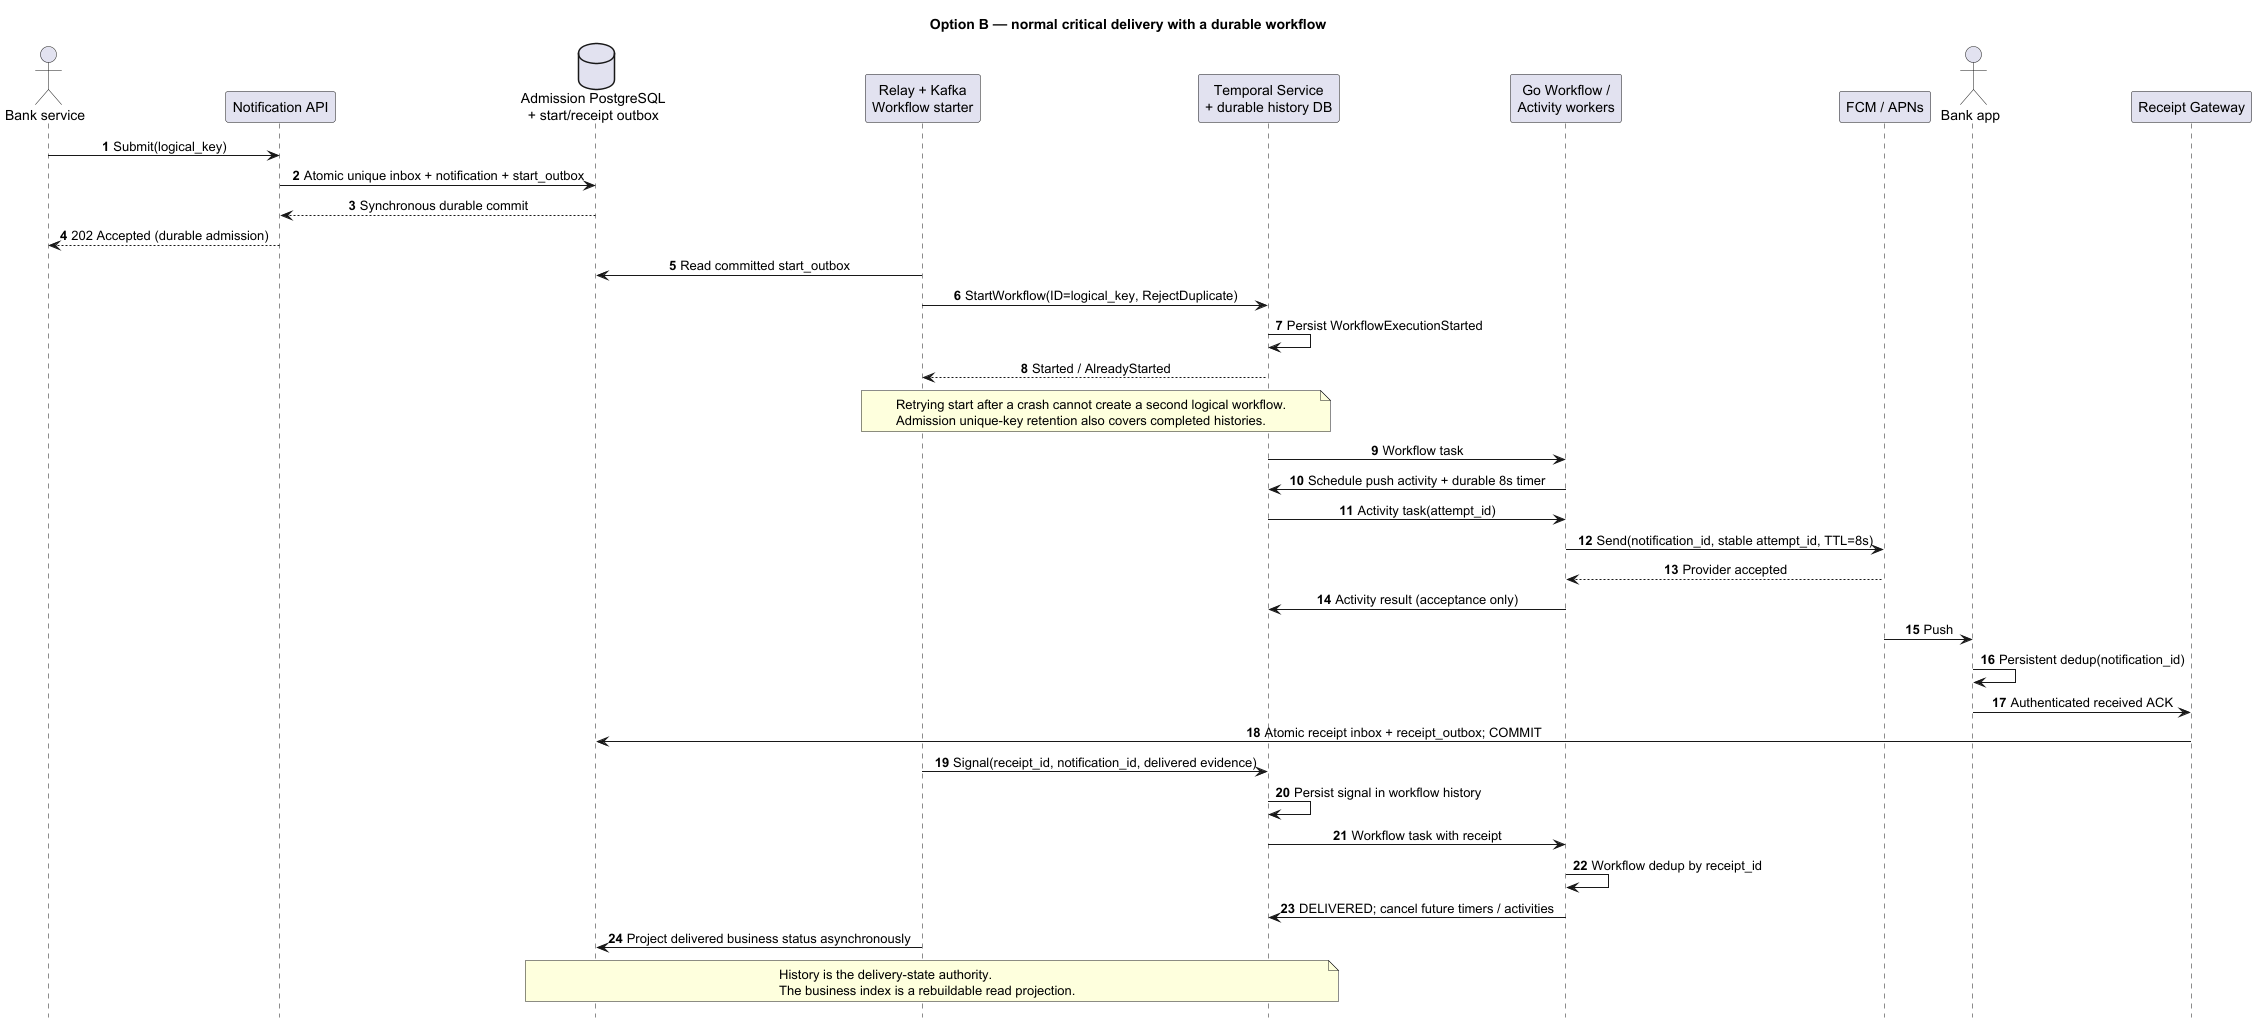 Option B — normal critical delivery with a durable workflow
Bank service
Notification API
Admission PostgreSQL
+ start/receipt outbox
Relay + Kafka
Workflow starter
Temporal Service
+ durable history DB
Go Workflow /
Activity workers
FCM / APNs
Bank app
Receipt Gateway
1 Submit(logical_key)
2 Atomic unique inbox + notification + start_outbox
3 Synchronous durable commit
4 202 Accepted (durable admission)
5 Read committed start_outbox
6 StartWorkflow(ID=logical_key, RejectDuplicate)
7 Persist WorkflowExecutionStarted
8 Started / AlreadyStarted
Retrying start after a crash cannot create a second logical workflow.
Admission unique-key retention also covers completed histories.
9 Workflow task
10 Schedule push activity + durable 8s timer
11 Activity task(attempt_id)
12 Send(notification_id, stable attempt_id, TTL=8s)
13 Provider accepted
14 Activity result (acceptance only)
15 Push
16 Persistent dedup(notification_id)
17 Authenticated received ACK
18 Atomic receipt inbox + receipt_outbox; COMMIT
19 Signal(receipt_id, notification_id, delivered evidence)
20 Persist signal in workflow history
21 Workflow task with receipt
22 Workflow dedup by receipt_id
23 DELIVERED; cancel future timers / activities
24 Project delivered business status asynchronously
History is the delivery-state authority.
The business index is a rebuildable read projection.